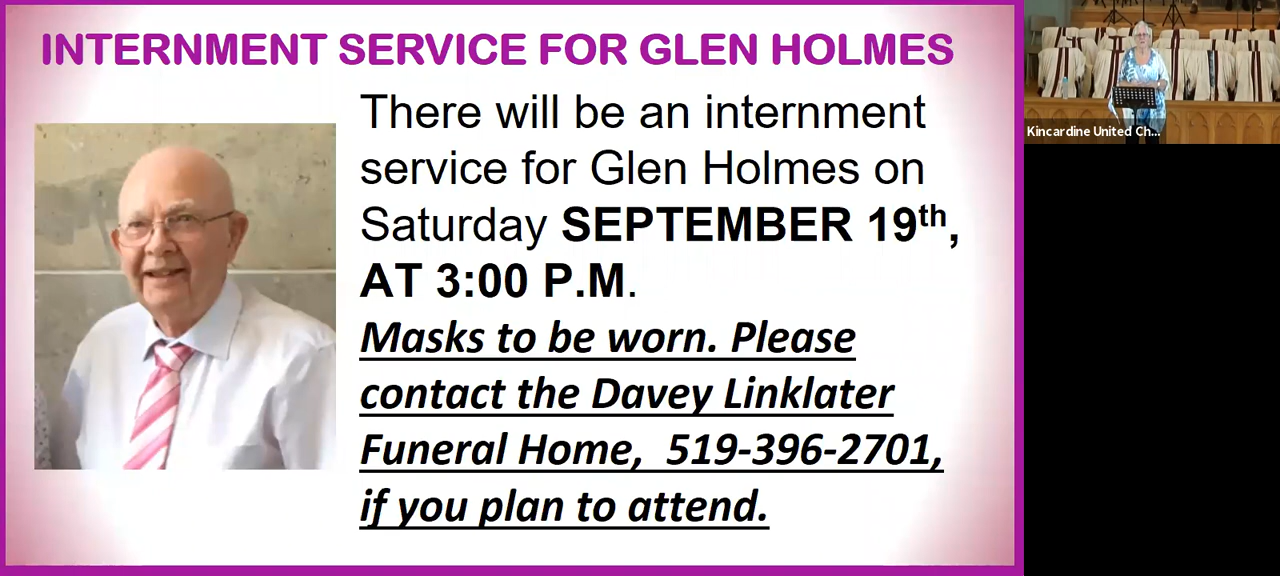 INTERNMENT SERVICE FOR GLEN HOLMES
There will be an internment
service for Glen Holmes on
Saturday SEPTEMBER 19th,
AT 3:00 P.M.
Masks to be worn. Please
contact the Davey Linklater
Funeral Home, 519-396-2701,
if you plan to attend.
Kincardine United Ch...